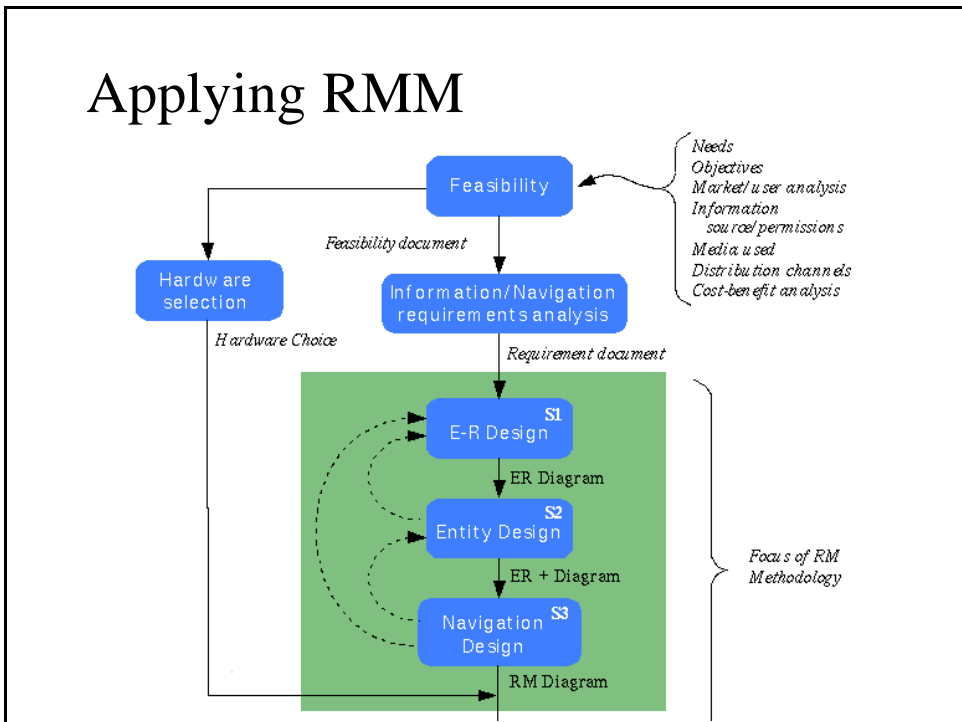 Applying RMM
Needs
Objectives
Market/user analysis
Information
source/permissions
Media used
Distribution channels
Cost-benefit analysis
Feasibility
Feasibility document
Hardware
selection
Information/Navigation
requirements analysis
Hardware Choice
Requirement document
S1
E-R Design
ER Diagram
S2
Entity Design
ER + Diagram
Focus of RM
Methodology
S3
Navigation
Design
RM Diagram